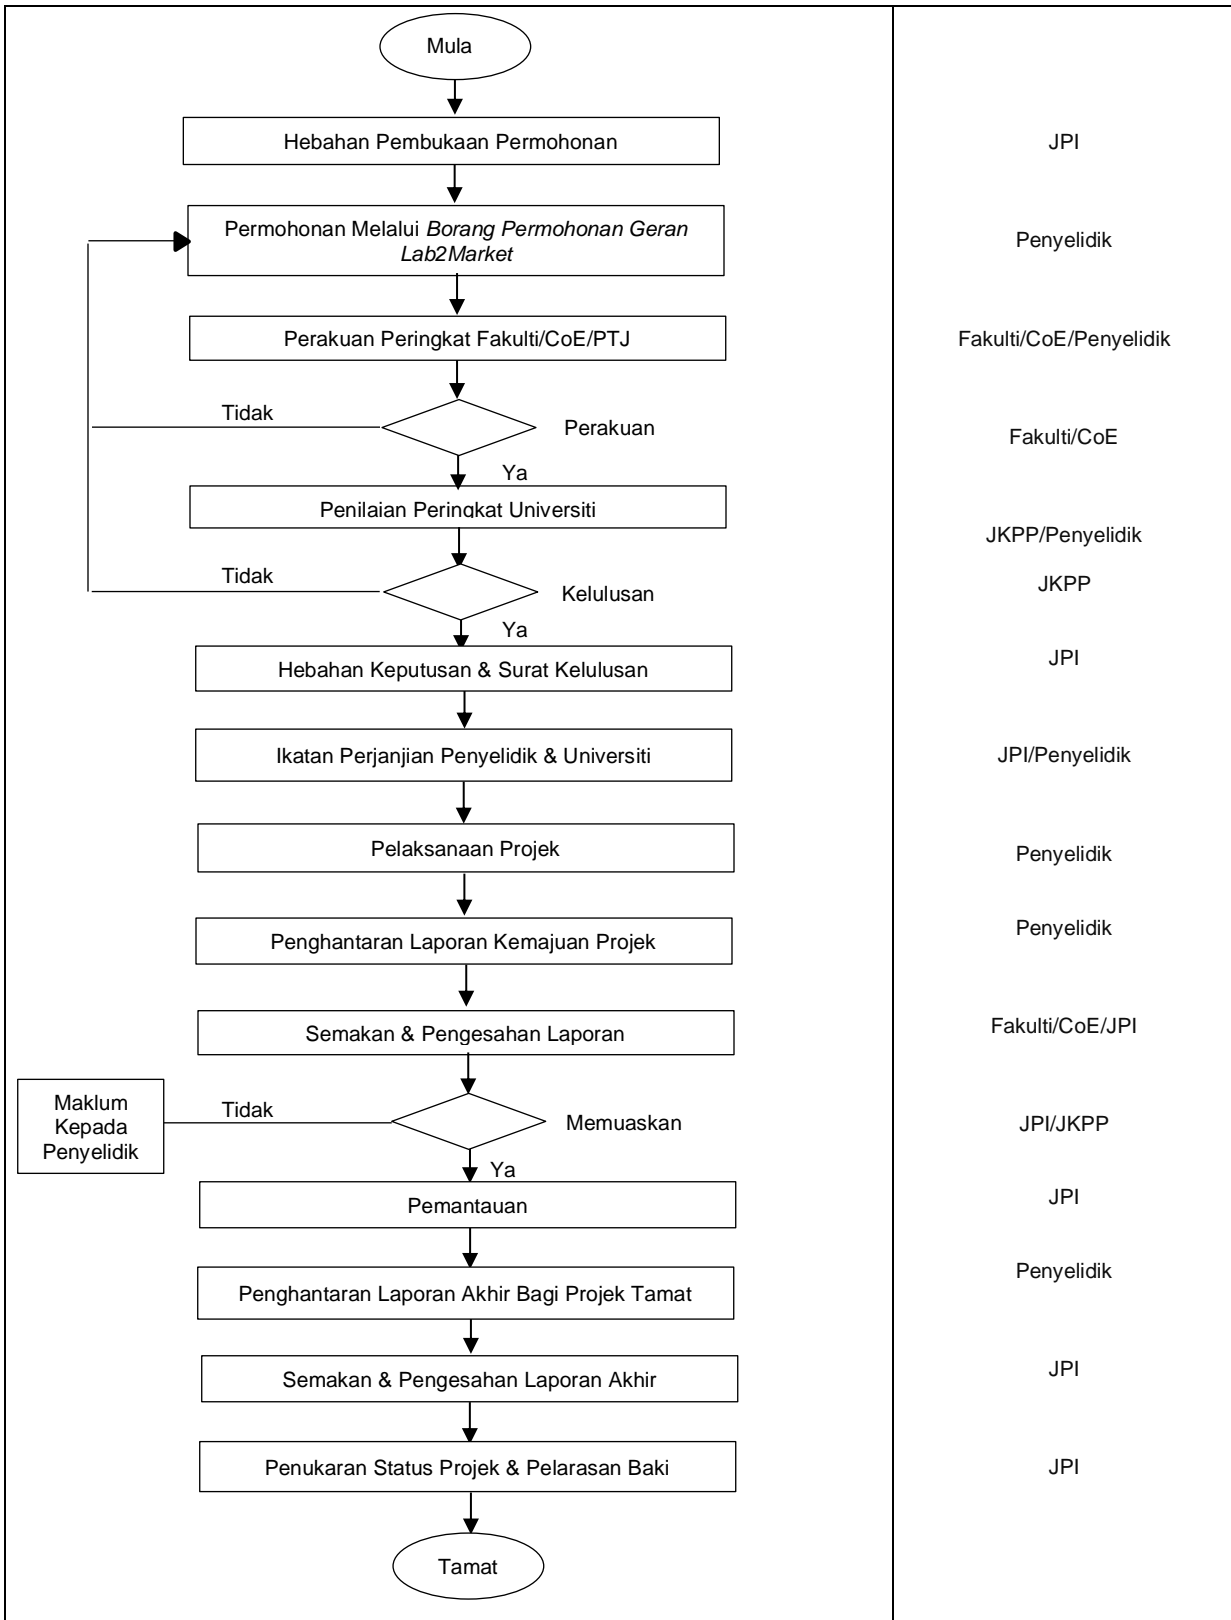 Mula
Hebahan Pembukaan Permohonan
JPI
Permohonan Melalui Borang Permohonan Geran
Lab2Market
Penyelidik
Perakuan Peringkat Fakulti/CoE/PTJ
Fakulti/CoE/Penyelidik
Tidak
Perakuan
Fakulti/CoE
Ya
Penilaian Peringkat Universiti
JKPP/Penyelidik
Tidak
Kelulusan
JKPP
Ya
Hebahan Keputusan & Surat Kelulusan
JPI
Ikatan Perjanjian Penyelidik & Universiti
JPI/Penyelidik
Pelaksanaan Projek
Penyelidik
Penghantaran Laporan Kemajuan Projek
Penyelidik
Semakan & Pengesahan Laporan
Fakulti/CoE/JPI
Maklum
Kepada
Penyelidik
Tidak
Memuaskan
JPI/JKPP
Ya
Pemantauan
JPI
Penghantaran Laporan Akhir Bagi Projek Tamat
Penyelidik
Semakan & Pengesahan Laporan Akhir
JPI
Penukaran Status Projek & Pelarasan Baki
JPI
Tamat